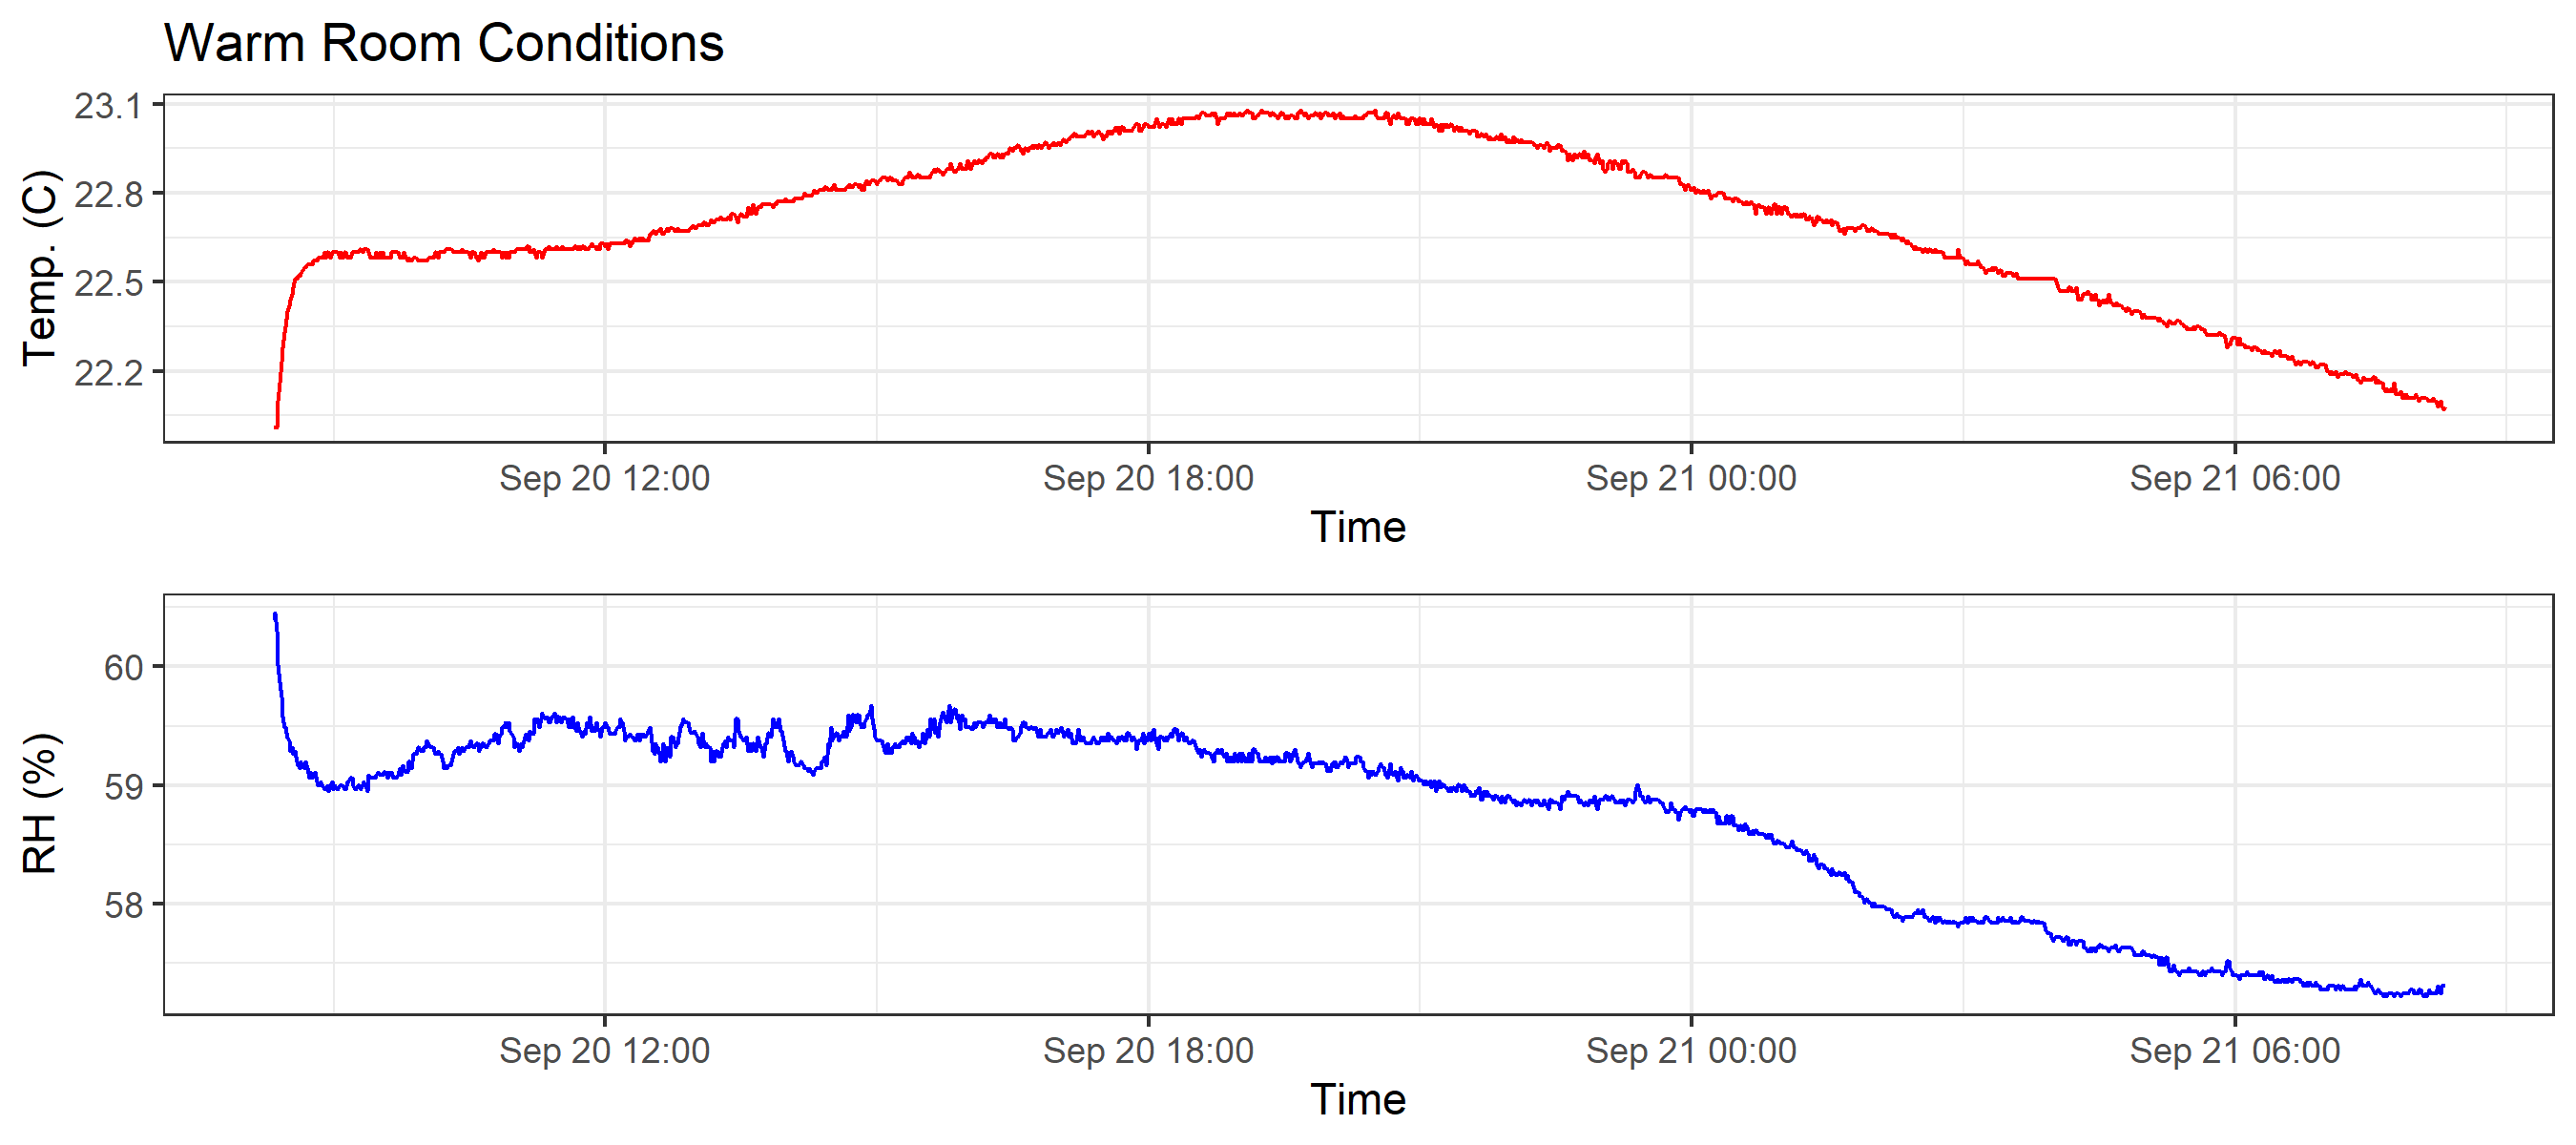 Warm Room Conditions
Temp. (C)
23.1
22.8
22.5
22.2
Sep 20 12:00 Sep 20 18:00 Sep 21 00:00 Sep 21 06:00
Time
RH (%)
60
59
58
Sep 20 12:00 Sep 20 18:00 Sep 21 00:00 Sep 21 06:00
Time